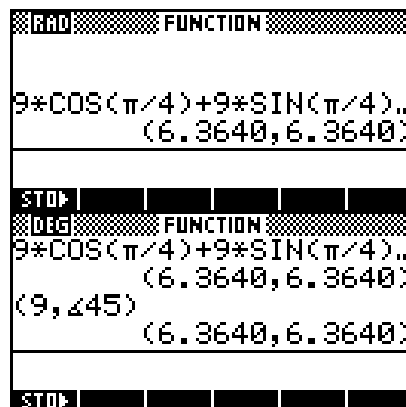 RAD FUNCTION
9*COS(π/4)+9*SIN(π/4)…
(6.3640,6.3640)
STO▶
DEG FUNCTION
9*COS(π/4)+9*SIN(π/4)…
(6.3640,6.3640)
(9,∡45)
(6.3640,6.3640)
STO▶